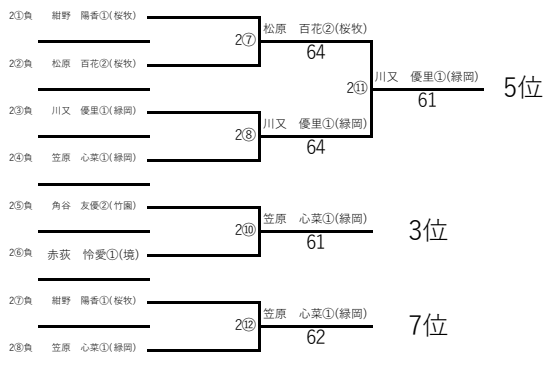 2①負 紺野 陽香①(桜牧)
松原 百花②(桜牧)
2⑦
64
2②負 松原 百花②(桜牧)
川又 優里①(緑岡)
2⑪
61
5位
2③負 川又 優里①(緑岡)
川又 優里①(緑岡)
2⑧
64
2④負 笠原 心菜①(緑岡)
2⑤負 角谷 友優②(竹園)
笠原 心菜①(緑岡)
2⑩
61
3位
2⑥負 赤荻 怜愛①(境)
2⑦負 紺野 陽香①(桜牧)
笠原 心菜①(緑岡)
2⑫
62
7位
2⑧負 笠原 心菜①(緑岡)